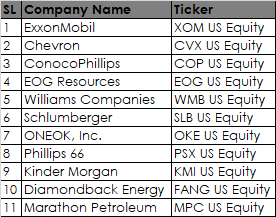 SL Company Name Ticker
1 ExxonMobil XOM US Equity
2 Chevron CVX US Equity
3 ConocoPhillips COP US Equity
4 EOG Resources EOG US Equity
5 Williams Companies WMB US Equity
6 Schlumberger SLB US Equity
7 ONEOK, Inc. OKE US Equity
8 Phillips 66 PSX US Equity
9 Kinder Morgan KMI US Equity
10 Diamondback Energy FANG US Equity
11 Marathon Petroleum MPC US Equity